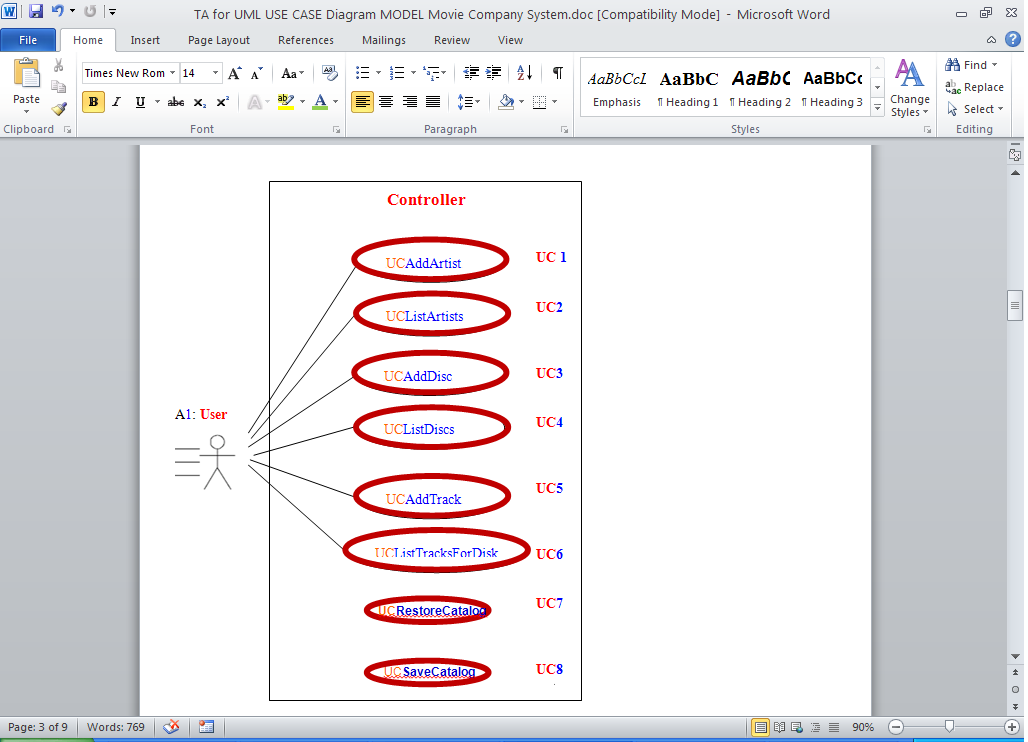 TA for UML USE CASE Diagram MODEL Movie Company System.doc [Compatibility Mode] - Microsoft Word
File Home Insert Page Layout References Mailings Review View
Paste
Clipboard
Times New Rom 14
Font
Paragraph
AaBbCcI AaBbC AaBbC AaBbCc
Emphasis ¶ Heading 1 ¶ Heading 2 ¶ Heading 3
Styles
Change
Styles
Find
Replace
Select
Editing
Controller
UCAddArtist UC 1
UCListArtists UC2
UCAddDisc UC3
A1: User
UCListDiscs UC4
UCAddTrack UC5
UCListTracksForDisk UC6
UCRestoreCatalog UC7
UCSaveCatalog UC8
Page: 3 of 9 Words: 769 90%